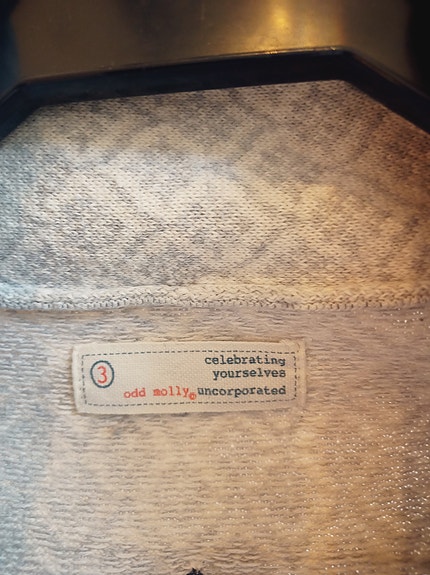 3
celebrating
yourselves
odd molly© uncorporated